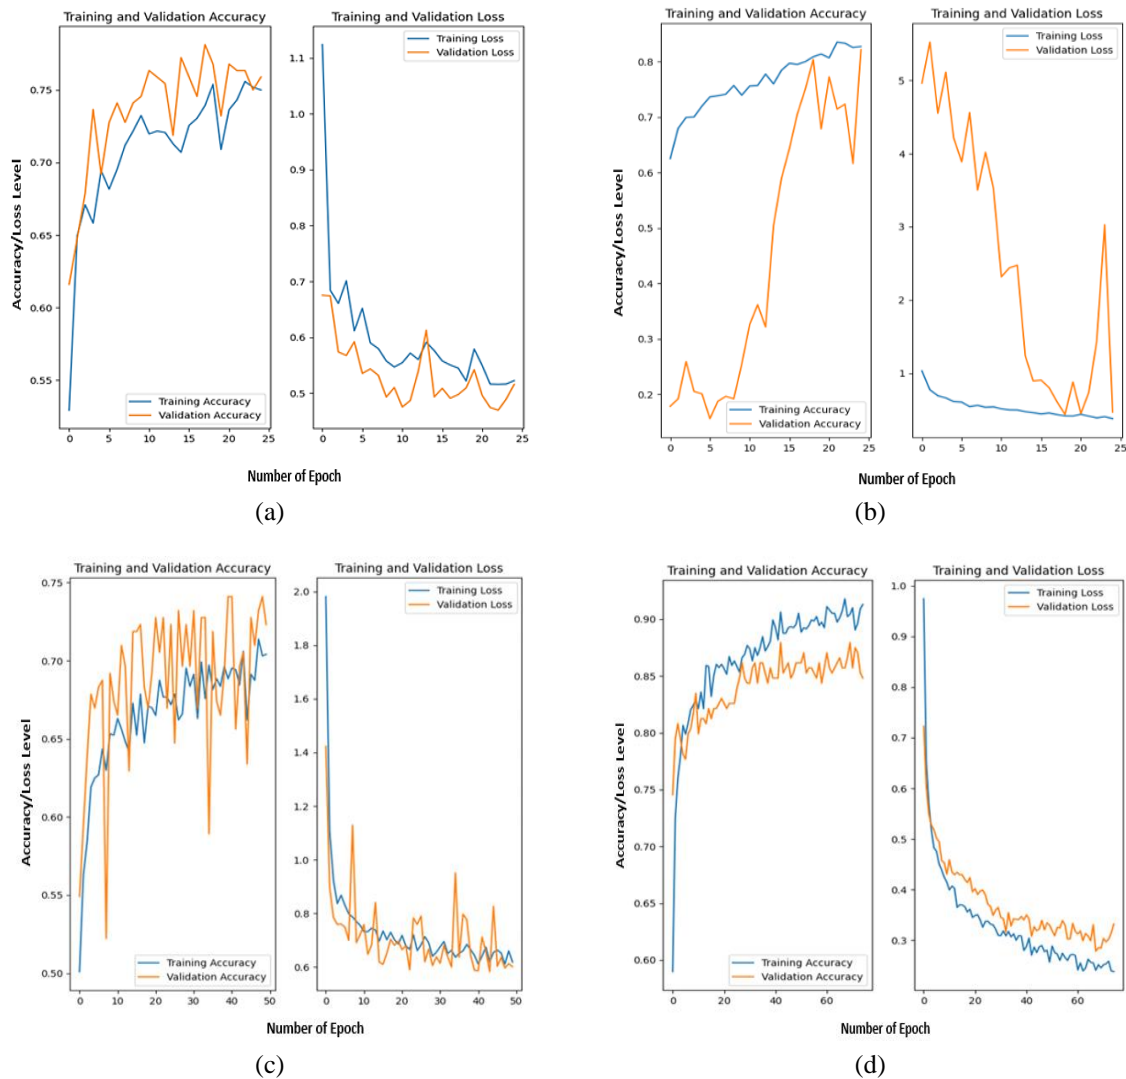 Training and Validation Accuracy
Training and Validation Loss
Accuracy/Loss Level
0.75
0.70
0.65
0.60
0.55
0 5 10 15 20 25
Training Accuracy
Validation Accuracy
1.1
1.0
0.9
0.8
0.7
0.6
0.5
0 5 10 15 20 25
Training Loss
Validation Loss
Number of Epoch
(a)
Training and Validation Accuracy
Training and Validation Loss
Accuracy/Loss Level
0.8
0.7
0.6
0.5
0.4
0.3
0.2
0 5 10 15 20 25
Training Accuracy
Validation Accuracy
5
4
3
2
1
0 5 10 15 20 25
Training Loss
Validation Loss
Number of Epoch
(b)
Training and Validation Accuracy
Training and Validation Loss
Accuracy/Loss Level
0.75
0.70
0.65
0.60
0.55
0.50
0 10 20 30 40 50
Training Accuracy
Validation Accuracy
2.0
1.8
1.6
1.4
1.2
1.0
0.8
0.6
0 10 20 30 40 50
Training Loss
Validation Loss
Number of Epoch
(c)
Training and Validation Accuracy
Training and Validation Loss
Accuracy/Loss Level
0.90
0.85
0.80
0.75
0.70
0.65
0.60
0 20 40 60
Training Accuracy
Validation Accuracy
1.0
0.9
0.8
0.7
0.6
0.5
0.4
0.3
0 20 40 60
Training Loss
Validation Loss
Number of Epoch
(d)